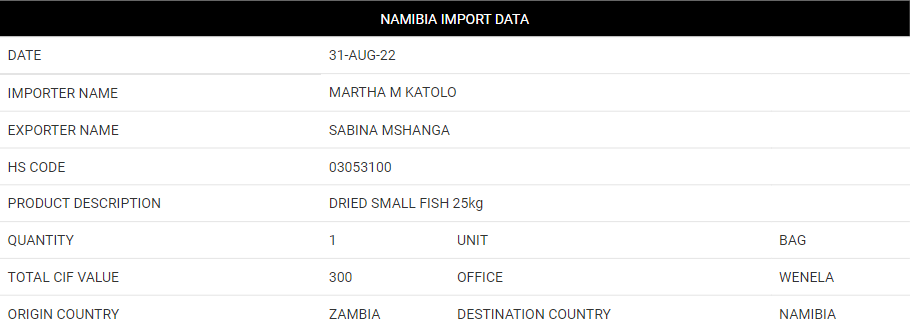 NAMIBIA IMPORT DATA
DATE 31-AUG-22
IMPORTER NAME MARTHA M KATOLO
EXPORTER NAME SABINA MSHANGA
HS CODE 03053100
PRODUCT DESCRIPTION DRIED SMALL FISH 25kg
QUANTITY 1 UNIT BAG
TOTAL CIF VALUE 300 OFFICE WENELA
ORIGIN COUNTRY ZAMBIA DESTINATION COUNTRY NAMIBIA